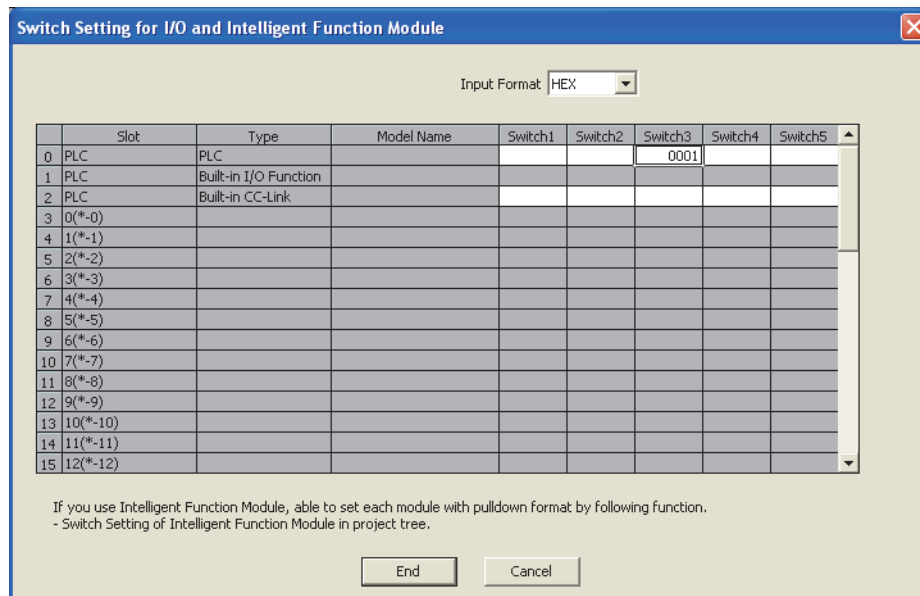 Switch Setting for I/O and Intelligent Function Module
Input Format HEX
Slot Type Model Name Switch1 Switch2 Switch3 Switch4 Switch5
0 PLC PLC 0001
1 PLC Built-in I/O Function
2 PLC Built-in CC-Link
3 0(*-0)
4 1(*-1)
5 2(*-2)
6 3(*-3)
7 4(*-4)
8 5(*-5)
9 6(*-6)
10 7(*-7)
11 8(*-8)
12 9(*-9)
13 10(*-10)
14 11(*-11)
15 12(*-12)
If you use Intelligent Function Module, able to set each module with pulldown format by following function.
- Switch Setting of Intelligent Function Module in project tree.
End Cancel